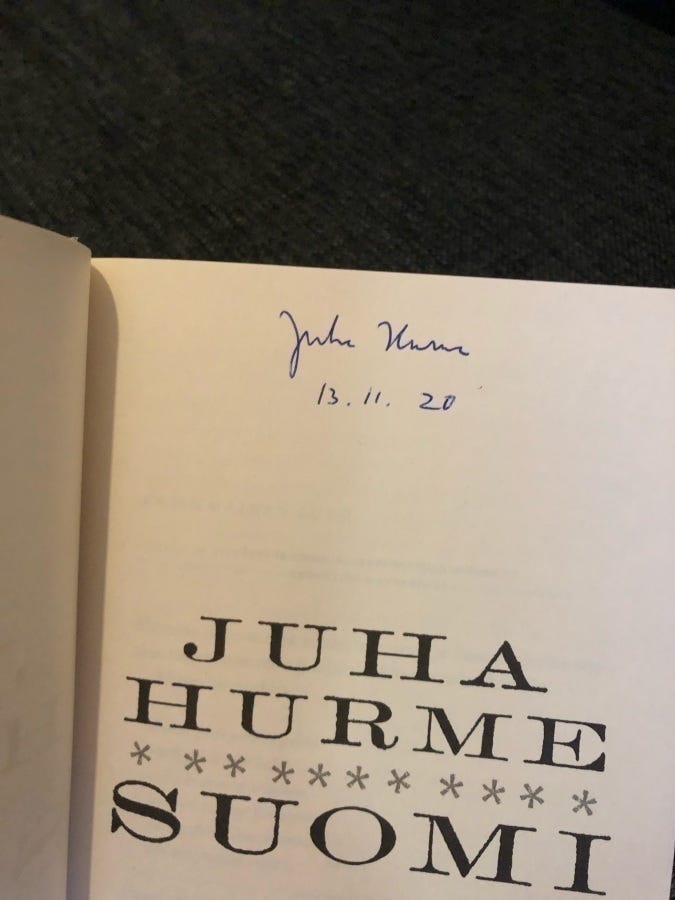 Juha Hurme
13.11. 20
JUHA
HURME
* ** **** *** *
SUOMI